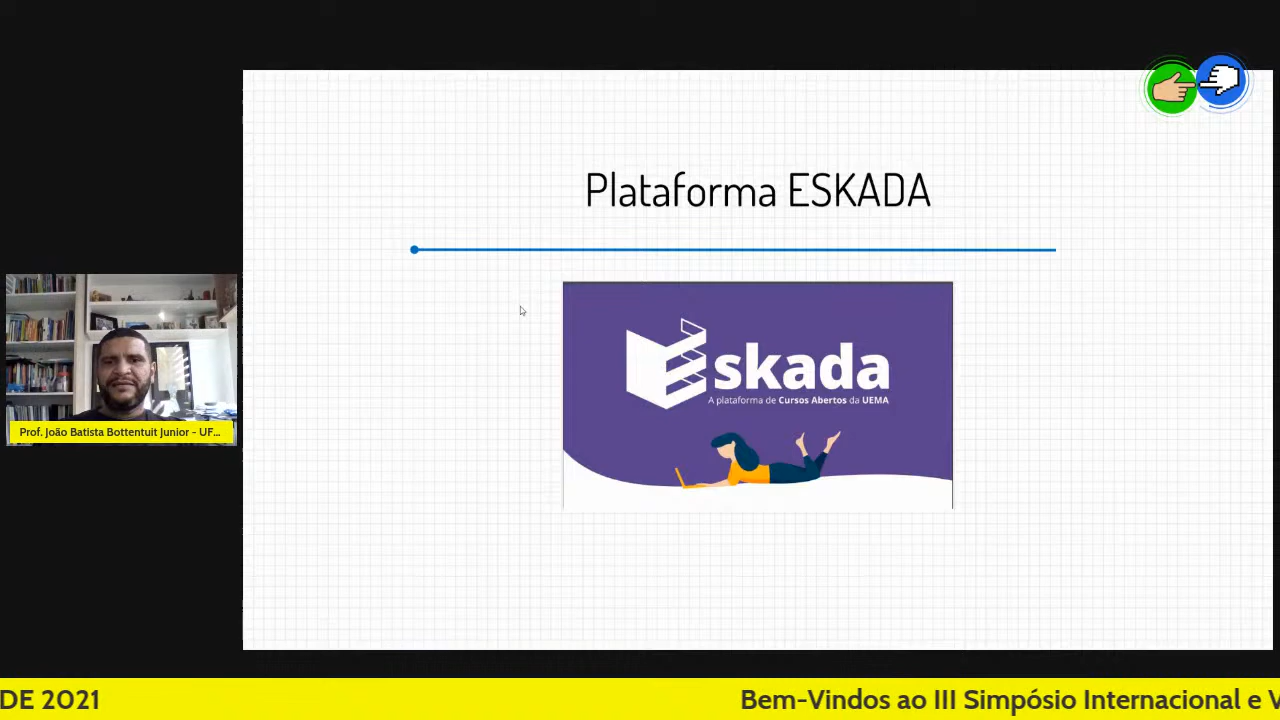 Plataforma ESKADA
Eskada
A plataforma de Cursos Abertos da UEMA
Prof. João Batista Bottentuit Junior - UF...
DE 2021
Bem-Vindos ao III Simpósio Internacional e V